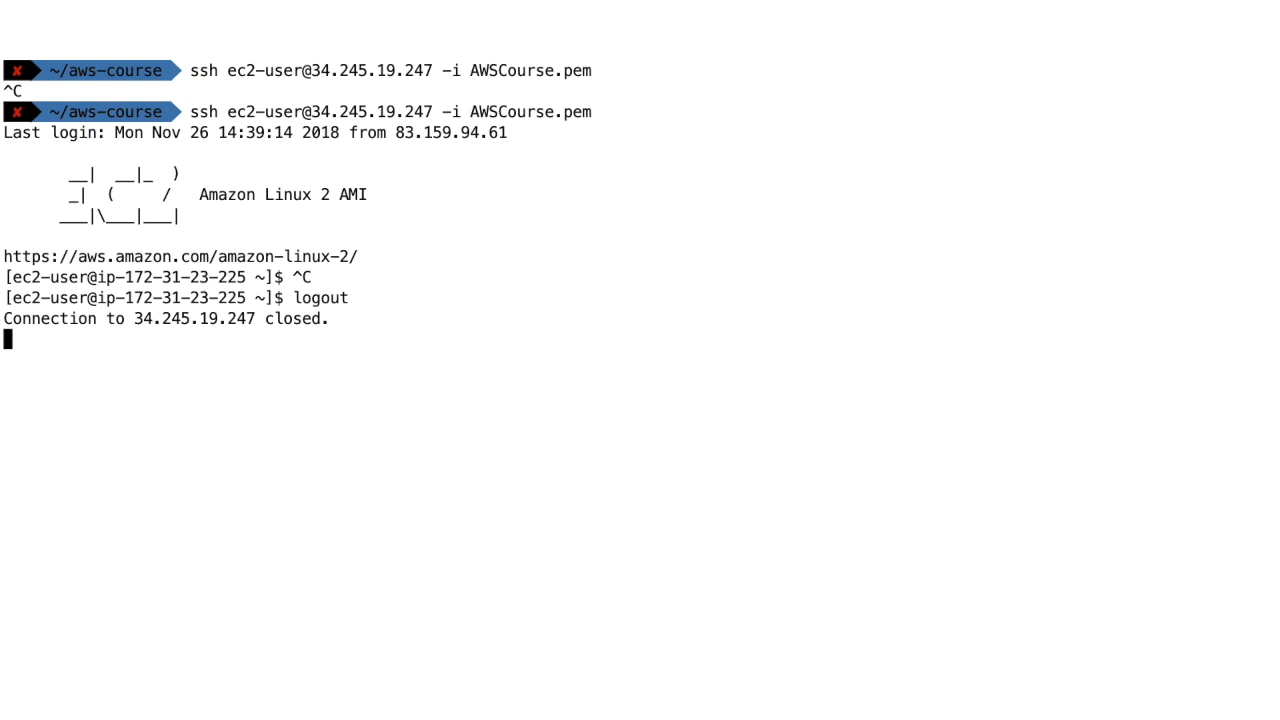 ✘ ~/aws-course ssh ec2-user@34.245.19.247 -i AWSCourse.pem
^C
✘ ~/aws-course ssh ec2-user@34.245.19.247 -i AWSCourse.pem
Last login: Mon Nov 26 14:39:14 2018 from 83.159.94.61
__|  __|_  )
_|  (     /   Amazon Linux 2 AMI
___|\___|___|
https://aws.amazon.com/amazon-linux-2/
[ec2-user@ip-172-31-23-225 ~]$ ^C
[ec2-user@ip-172-31-23-225 ~]$ logout
Connection to 34.245.19.247 closed.